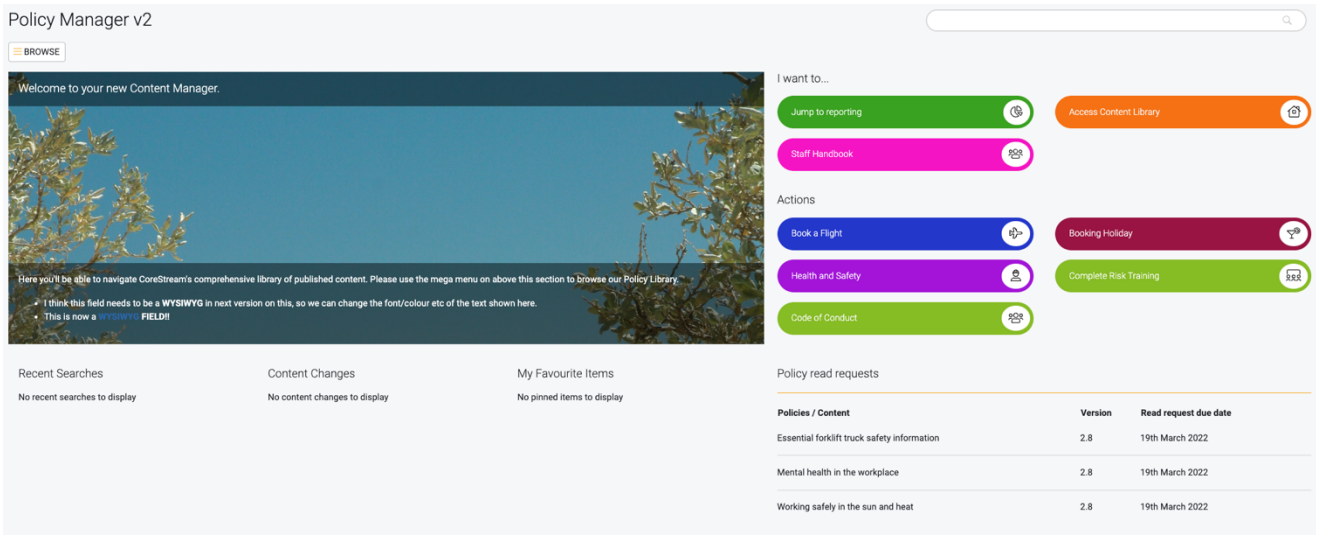 Policy Manager v2
BROWSE
Welcome to your new Content Manager.
Here you'll be able to navigate CoreStream's comprehensive library of published content. Please use the mega menu on above this section to browse our Policy Library.
I think this field needs to be a WYSIWYG in next version on this, so we can change the font/colour etc of the text shown here.
This is now a WYSIWYG FIELD!!
I want to...
Jump to reporting
Access Content Library
Staff Handbook
Actions
Book a Flight
Booking Holiday
Health and Safety
Complete Risk Training
Code of Conduct
Recent Searches
No recent searches to display
Content Changes
No content changes to display
My Favourite Items
No pinned items to display
Policy read requests
Policies / Content Version Read request due date
Essential forklift truck safety information 2.8 19th March 2022
Mental health in the workplace 2.8 19th March 2022
Working safely in the sun and heat 2.8 19th March 2022